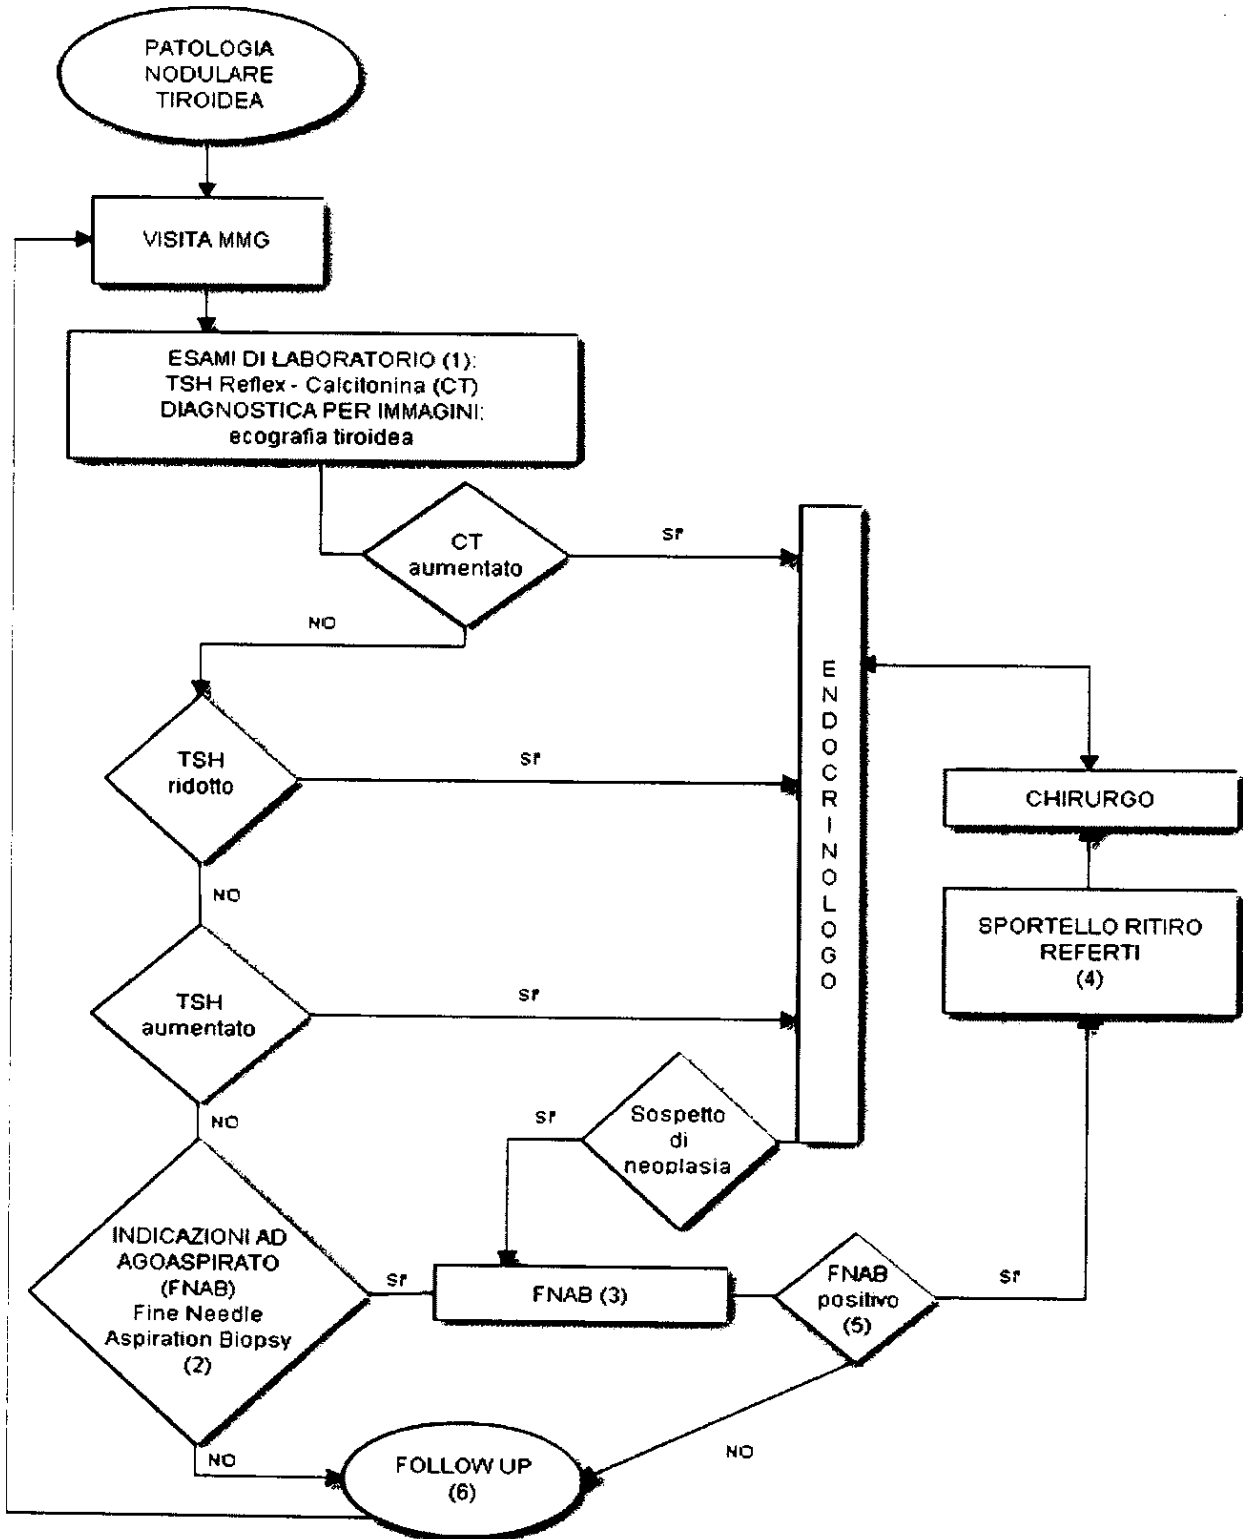 PATOLOGIA
NODULARE
TIROIDEA
VISITA MMG
ESAMI DI LABORATORIO (1):
TSH Reflex - Calcitonina (CT)
DIAGNOSTICA PER IMMAGINI:
ecografia tiroidea
CT
aumentato
SI'
NO
TSH
ridotto
SI'
NO
TSH
aumentato
SI'
NO
ENDOCRINOLOGO
CHIRURGO
SPORTELLO RITIRO
REFERTI
(4)
Sospetto
di
neoplasia
SI'
INDICAZIONI AD
AGOASPIRATO
(FNAB)
Fine Needle
Aspiration Biopsy
(2)
SI'
FNAB (3)
FNAB
positivo
(5)
SI'
NO
NO
FOLLOW UP
(6)